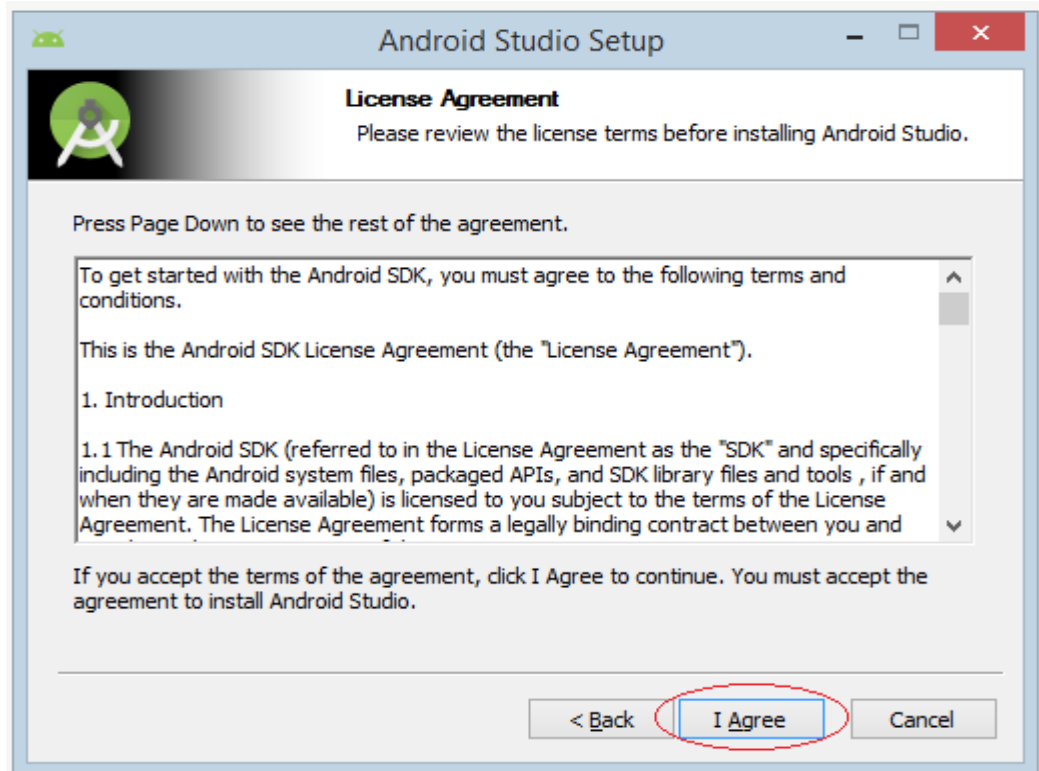 Android Studio Setup
License Agreement
Please review the license terms before installing Android Studio.
Press Page Down to see the rest of the agreement.
To get started with the Android SDK, you must agree to the following terms and
conditions.
This is the Android SDK License Agreement (the "License Agreement").
1. Introduction
1.1 The Android SDK (referred to in the License Agreement as the "SDK" and specifically
including the Android system files, packaged APIs, and SDK library files and tools , if and
when they are made available) is licensed to you subject to the terms of the License
Agreement. The License Agreement forms a legally binding contract between you and
If you accept the terms of the agreement, click I Agree to continue. You must accept the
agreement to install Android Studio.
< Back
I Agree
Cancel